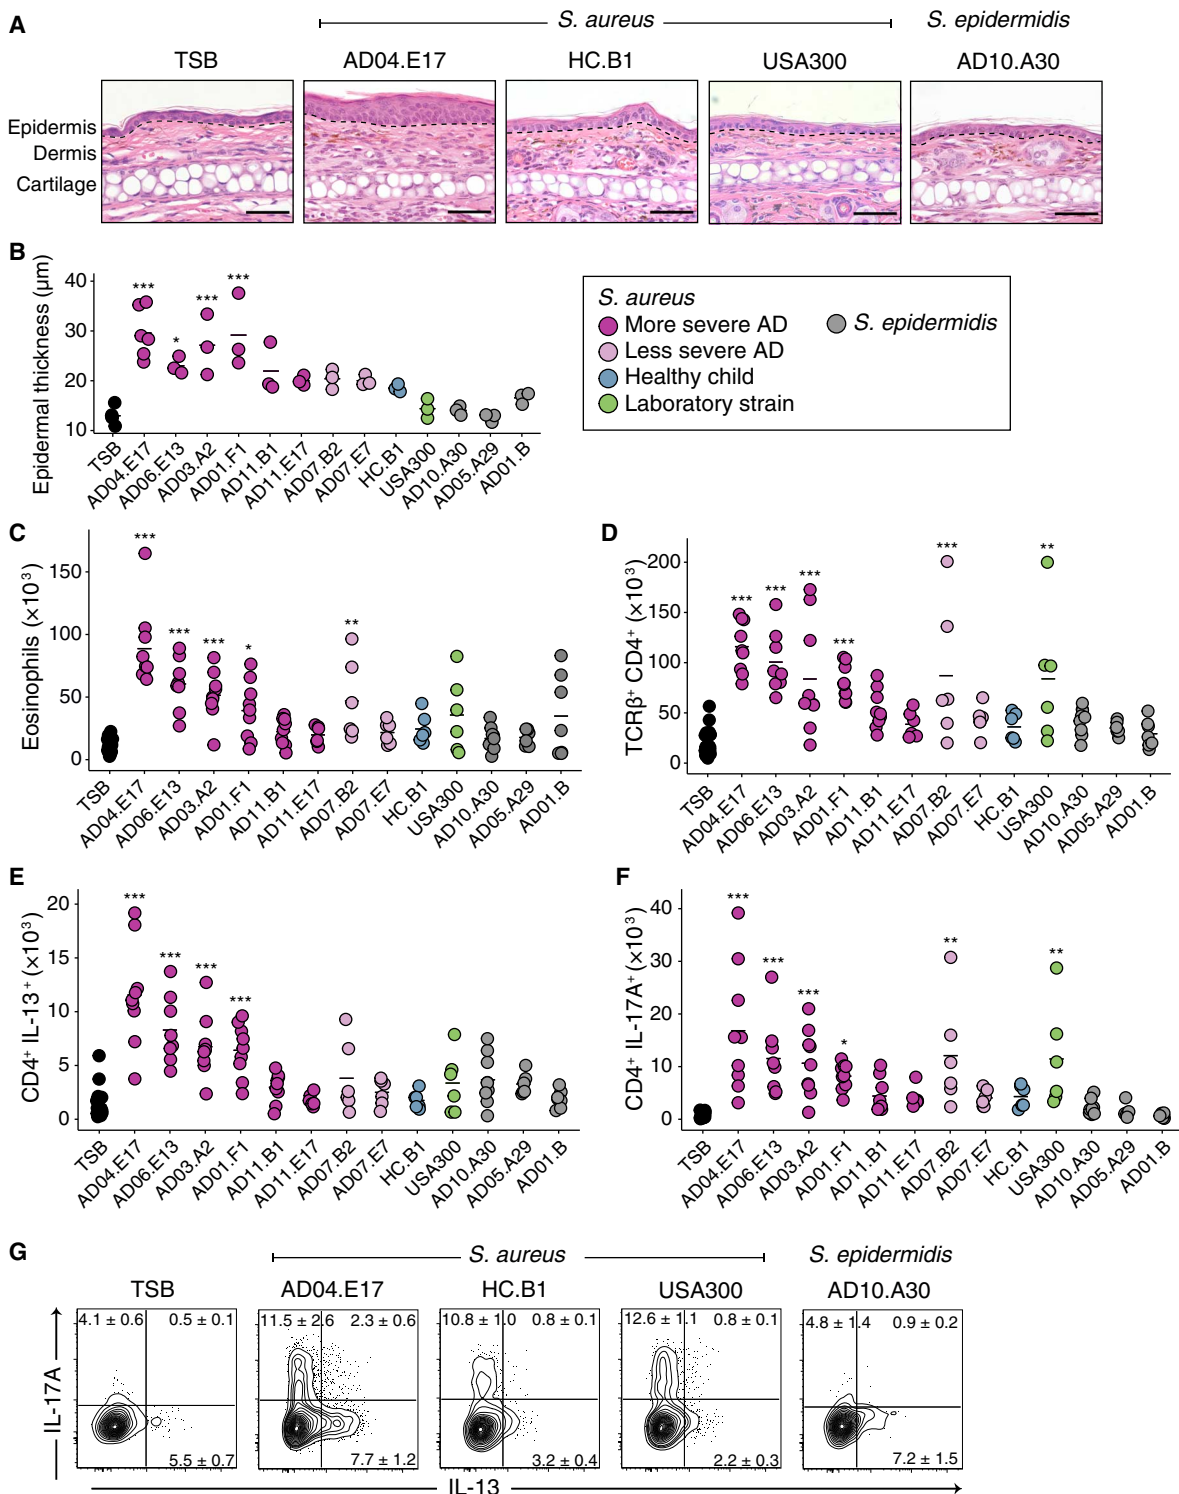 A
S. aureus
S. epidermidis
TSB
AD04.E17
HC.B1
USA300
AD10.A30
Epidermis
Dermis
Cartilage
B
Epidermal thickness (µm)
40
30
20
10
***
*
***
***
TSB
AD04.E17
AD06.E13
AD03.A2
AD01.F1
AD11.B1
AD11.E17
AD07.B2
AD07.E7
HC.B1
USA300
AD10.A30
AD05.A29
AD01.B
S. aureus
More severe AD
Less severe AD
Healthy child
Laboratory strain
S. epidermidis
C
Eosinophils (×10³)
150
100
50
0
***
***
***
*
**
TSB
AD04.E17
AD06.E13
AD03.A2
AD01.F1
AD11.B1
AD11.E17
AD07.B2
AD07.E7
HC.B1
USA300
AD10.A30
AD05.A29
AD01.B
D
TCRβ⁺ CD4⁺ (×10³)
200
150
100
50
0
***
***
***
***
***
**
TSB
AD04.E17
AD06.E13
AD03.A2
AD01.F1
AD11.B1
AD11.E17
AD07.B2
AD07.E7
HC.B1
USA300
AD10.A30
AD05.A29
AD01.B
E
CD4⁺ IL-13⁺ (×10³)
20
15
10
5
0
***
***
***
***
TSB
AD04.E17
AD06.E13
AD03.A2
AD01.F1
AD11.B1
AD11.E17
AD07.B2
AD07.E7
HC.B1
USA300
AD10.A30
AD05.A29
AD01.B
F
CD4⁺ IL-17A⁺ (×10³)
40
30
20
10
0
***
***
***
*
**
**
TSB
AD04.E17
AD06.E13
AD03.A2
AD01.F1
AD11.B1
AD11.E17
AD07.B2
AD07.E7
HC.B1
USA300
AD10.A30
AD05.A29
AD01.B
G
S. aureus
S. epidermidis
TSB
AD04.E17
HC.B1
USA300
AD10.A30
IL-17A
4.1 ± 0.6 0.5 ± 0.1
5.5 ± 0.7
11.5 ± 2.6 2.3 ± 0.6
7.7 ± 1.2
10.8 ± 1.0 0.8 ± 0.1
3.2 ± 0.4
12.6 ± 1.1 0.8 ± 0.1
2.2 ± 0.3
4.8 ± 1.4 0.9 ± 0.2
7.2 ± 1.5
IL-13